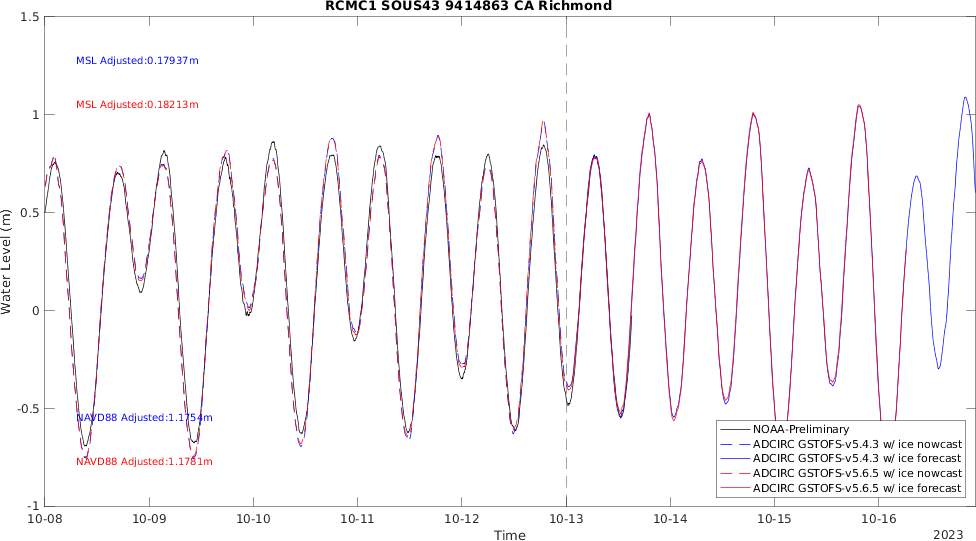 RCMC1 SOUS43 9414863 CA Richmond
1.5
MSL Adjusted:0.17937m
MSL Adjusted:0.18213m
1
0.5
Water Level (m)
0
-0.5
NAVD88 Adjusted:1.1754m
NAVD88 Adjusted:1.1781m
-1
NOAA-Preliminary
ADCIRC GSTOFS-v5.4.3 w/ ice nowcast
ADCIRC GSTOFS-v5.4.3 w/ ice forecast
ADCIRC GSTOFS-v5.6.5 w/ ice nowcast
ADCIRC GSTOFS-v5.6.5 w/ ice forecast
10-08 10-09 10-10 10-11 10-12 10-13 10-14 10-15 10-16
Time
2023